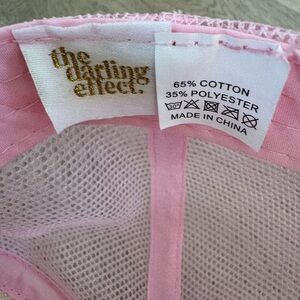 the
darling
effect.
65% COTTON
35% POLYESTER
MADE IN CHINA